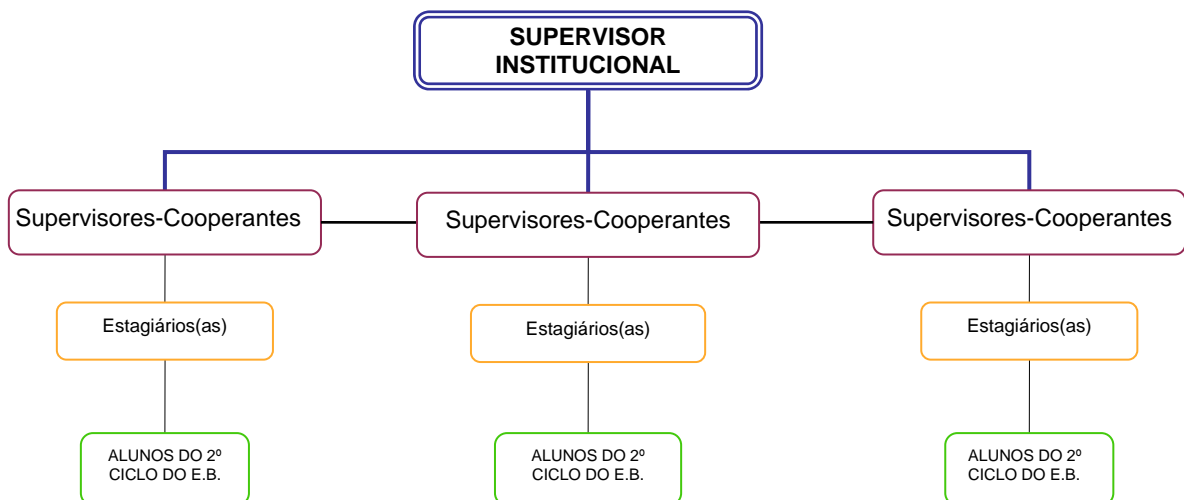 SUPERVISOR
INSTITUCIONAL
Supervisores-Cooperantes
Supervisores-Cooperantes
Supervisores-Cooperantes
Estagiários(as)
Estagiários(as)
Estagiários(as)
ALUNOS DO 2º
CICLO DO E.B.
ALUNOS DO 2º
CICLO DO E.B.
ALUNOS DO 2º
CICLO DO E.B.